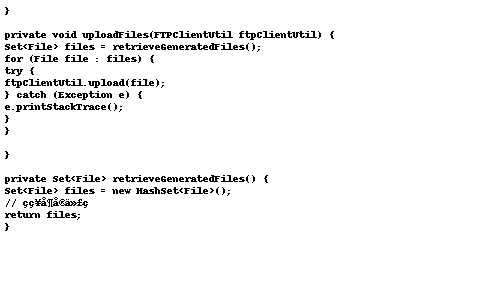 }
private void uploadFiles(FTPClientUtil ftpClientUtil) {
Set<File> files = retrieveGeneratedFiles();
for (File file : files) {
try {
ftpClientUtil.upload(file);
} catch (Exception e) {
e.printStackTrace();
}
}
}
private Set<File> retrieveGeneratedFiles() {
Set<File> files = new HashSet<File>();
//
return files;
}